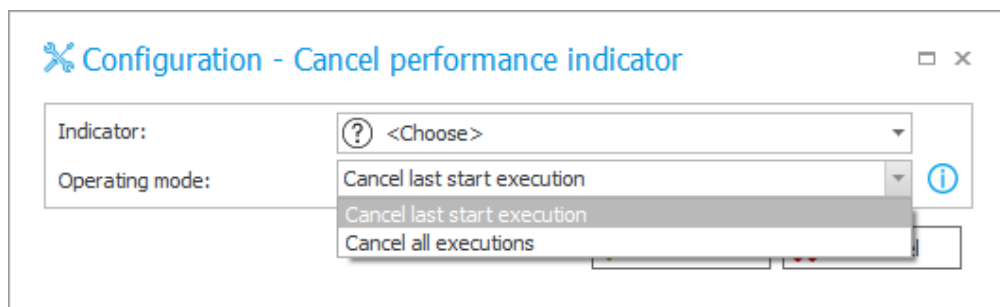 Configuration - Cancel performance indicator
Indicator: <Choose>
Operating mode: Cancel last start execution
Cancel last start execution
Cancel all executions